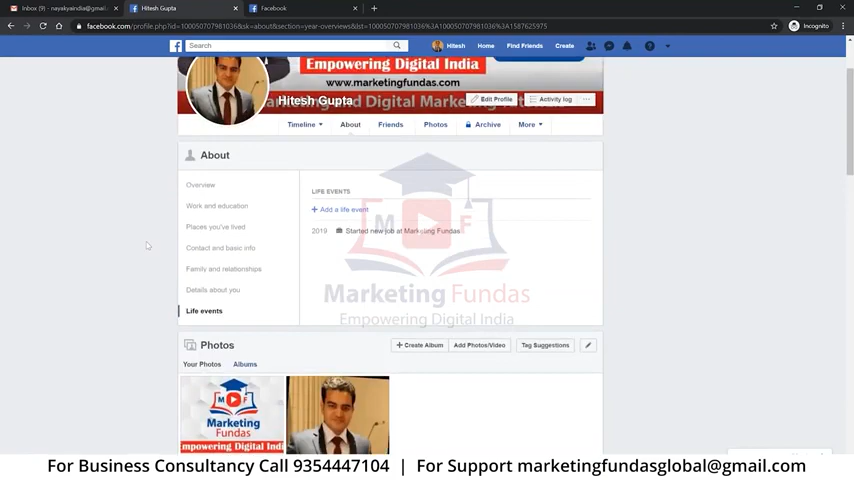 Inbox (90) - nayakyaindia@gmail
Hitesh Gupta
Facebook
facebook.com/profile.php?id=100050707981036&sk=about&section=year-overviews&lst=100050707981036%3A100050707981036%3A1587625975
Incognito
Search
Hitesh Home Find Friends Create
Empowering Digital India
www.marketingfundas.com
Hitesh Gupta
Edit Profile
Activity log
Timeline About Friends Photos Archive More
About
Overview
Work and education
Places you've lived
Contact and basic info
Family and relationships
Details about you
Life events
LIFE EVENTS
+ Add a life event
2019 Started new job at Marketing Fundas
M F
Marketing Fundas
Empowering Digital India
Photos
+ Create Album Add Photos/Video Tag Suggestions
Your Photos Albums
M F
Marketing
Fundas
mpowering Digital Ind
For Business Consultancy Call 9354447104 | For Support marketingfundasglobal@gmail.com